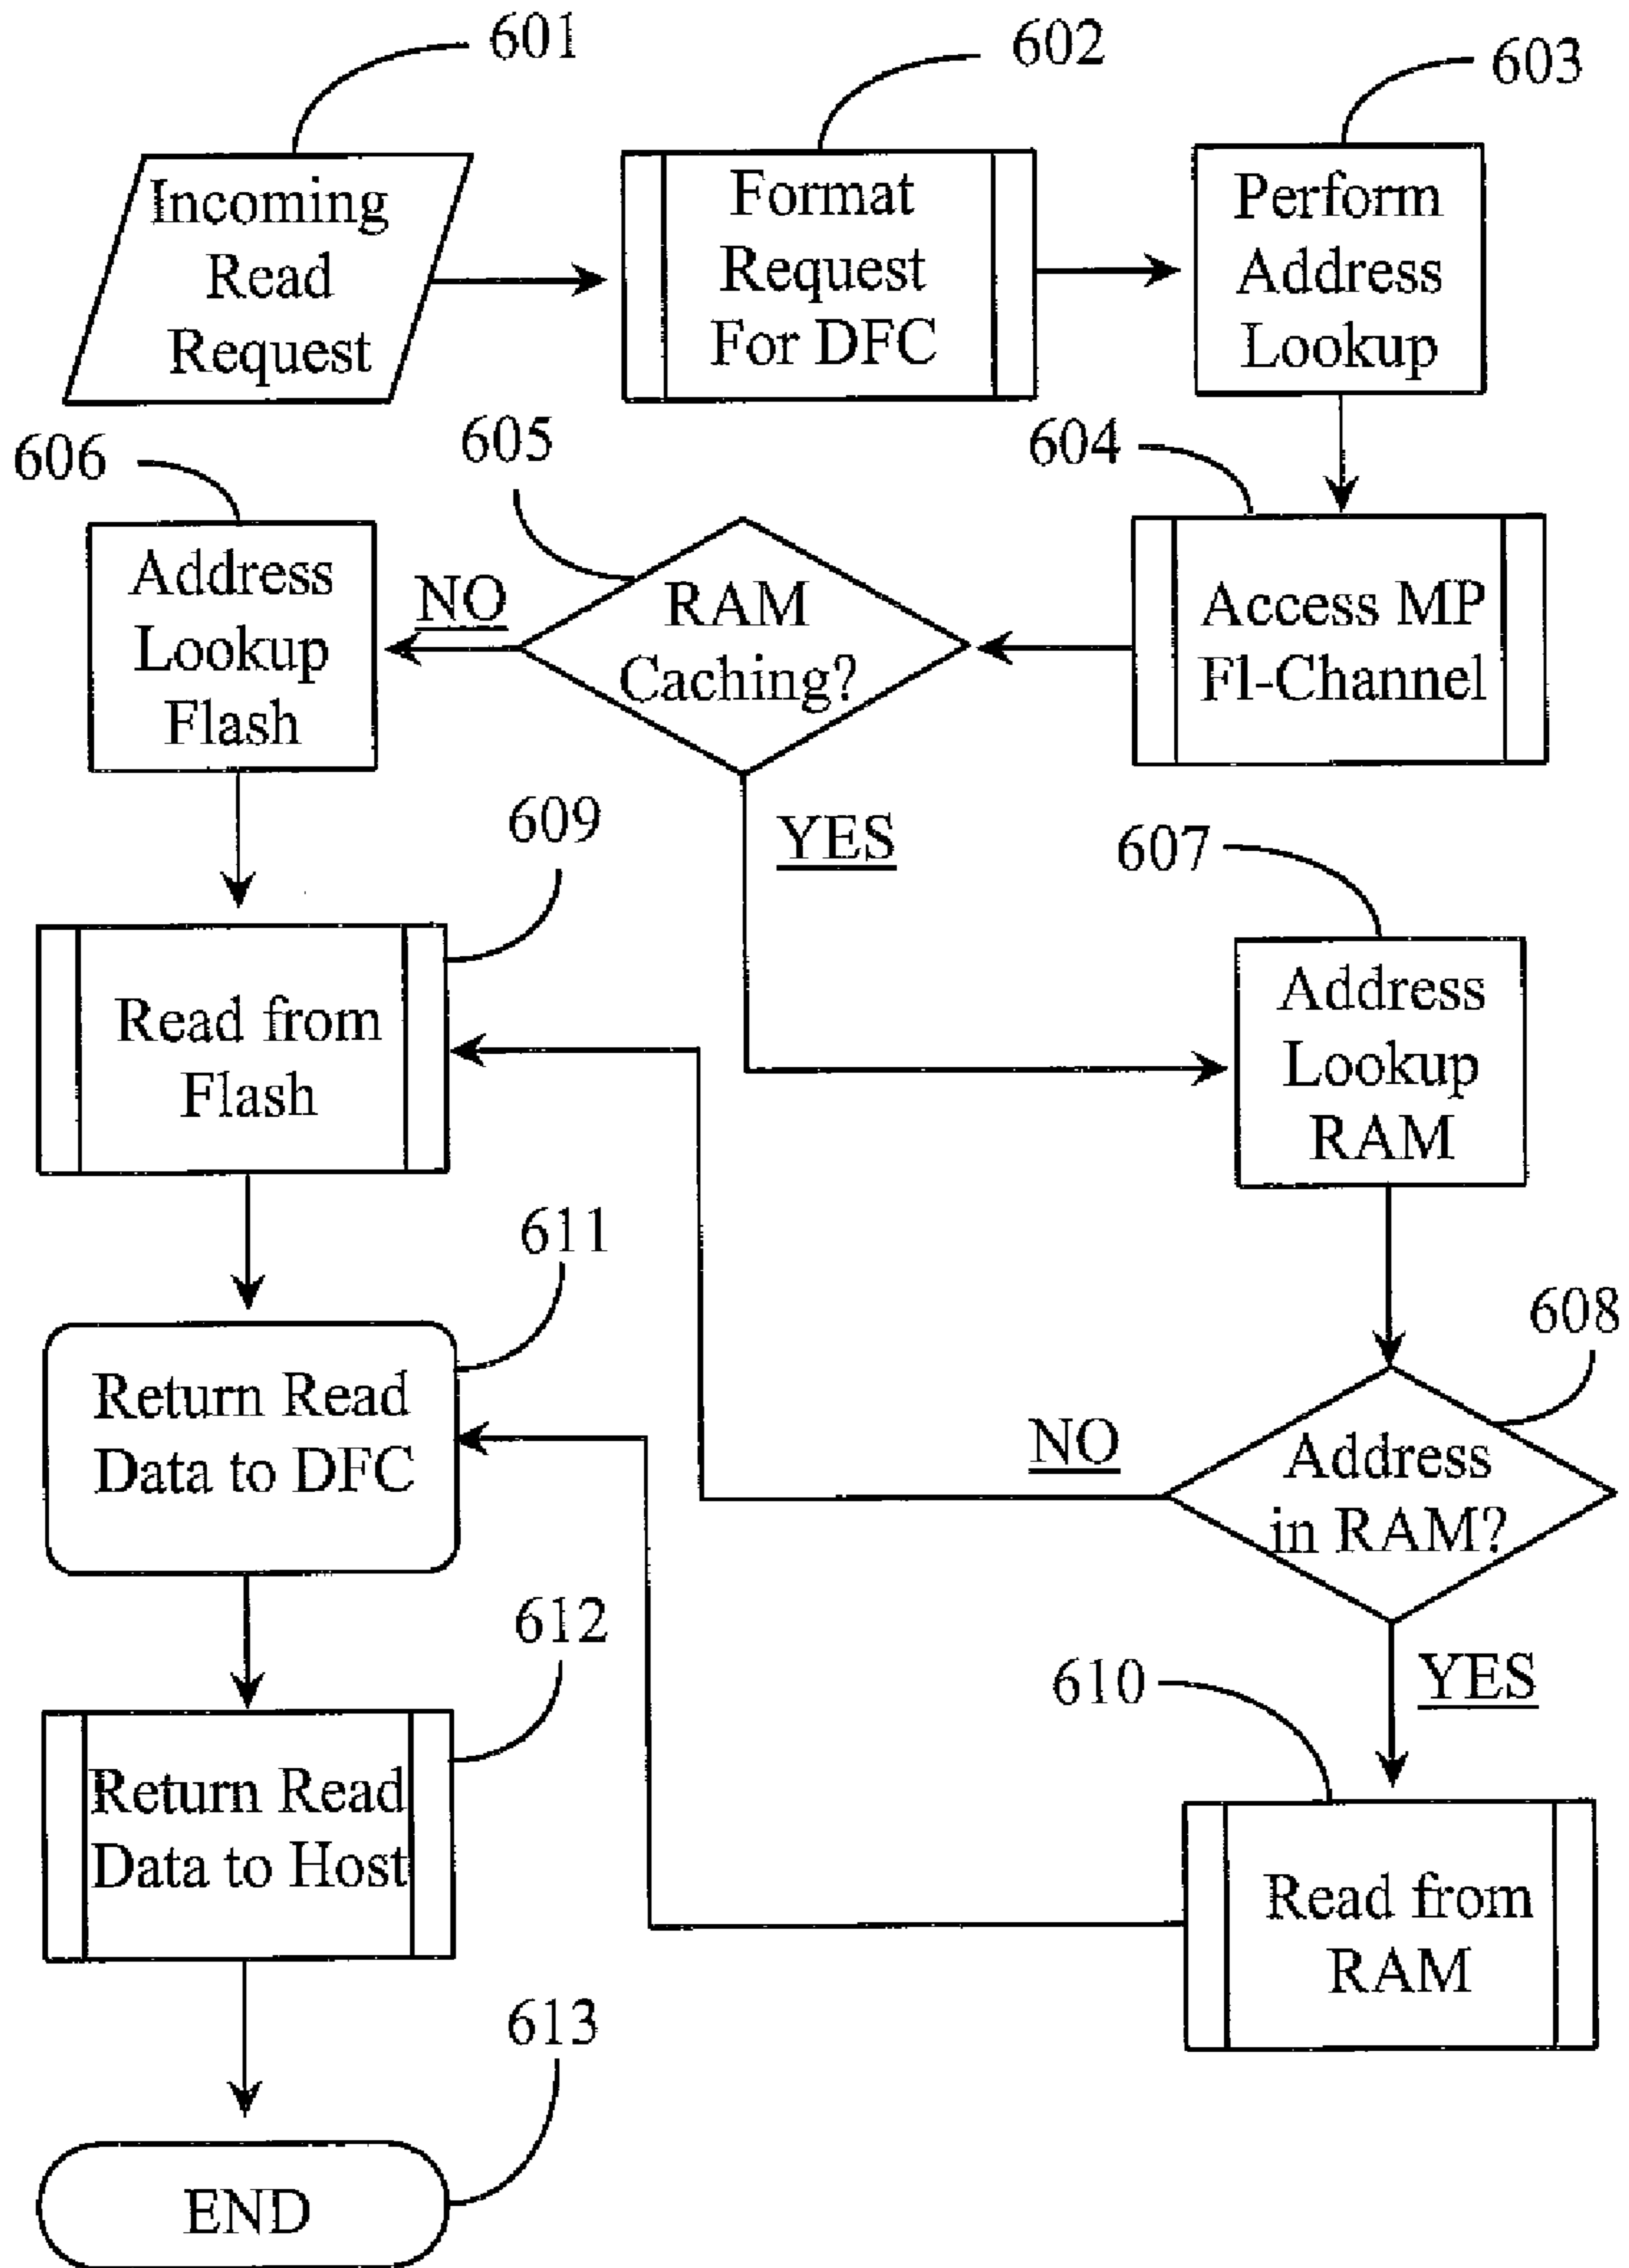 601
602
603
Incoming
Read
Request
Format
Request
For DFC
Perform
Address
Lookup
606
605
604
Address
Lookup
Flash
NO
RAM
Caching?
Access MP
Fl-Channel
YES
609
607
Read from
Flash
Address
Lookup
RAM
611
608
Return Read
Data to DFC
NO
Address
in RAM?
612
610
YES
Return Read
Data to Host
Read from
RAM
613
END